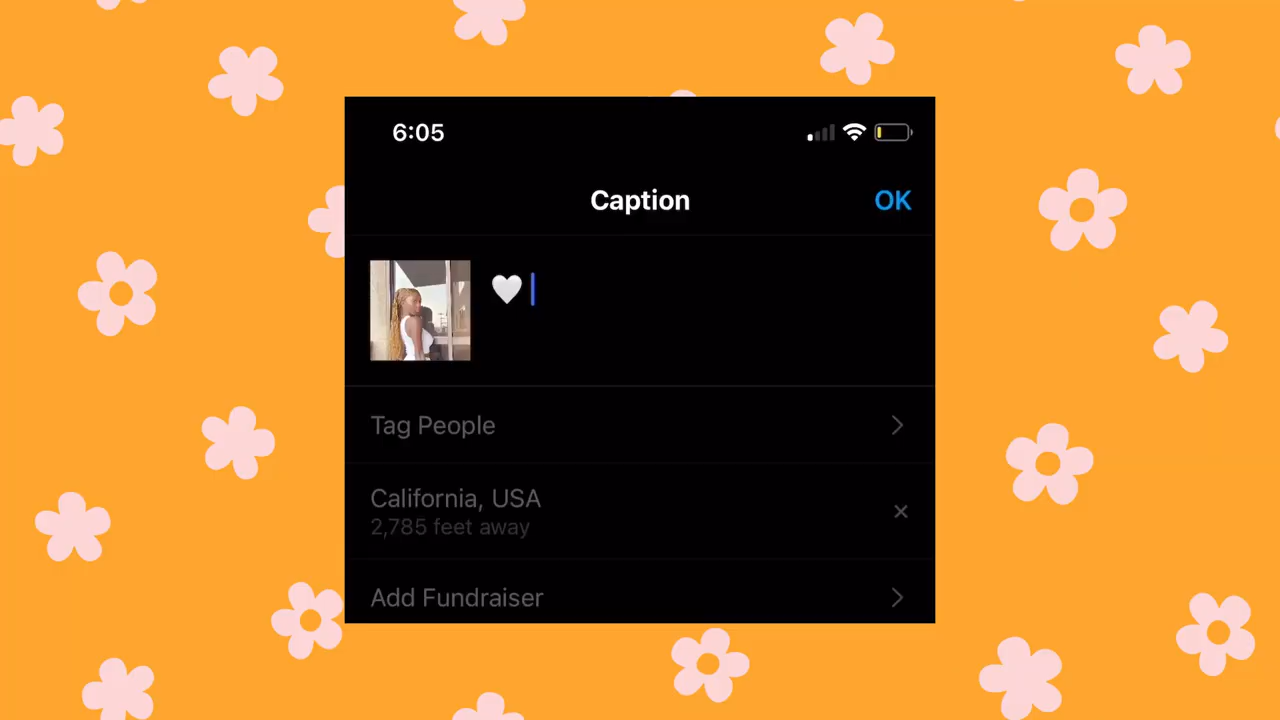 6:05
Caption
OK
🤍
Tag People
California, USA
2,785 feet away
Add Fundraiser